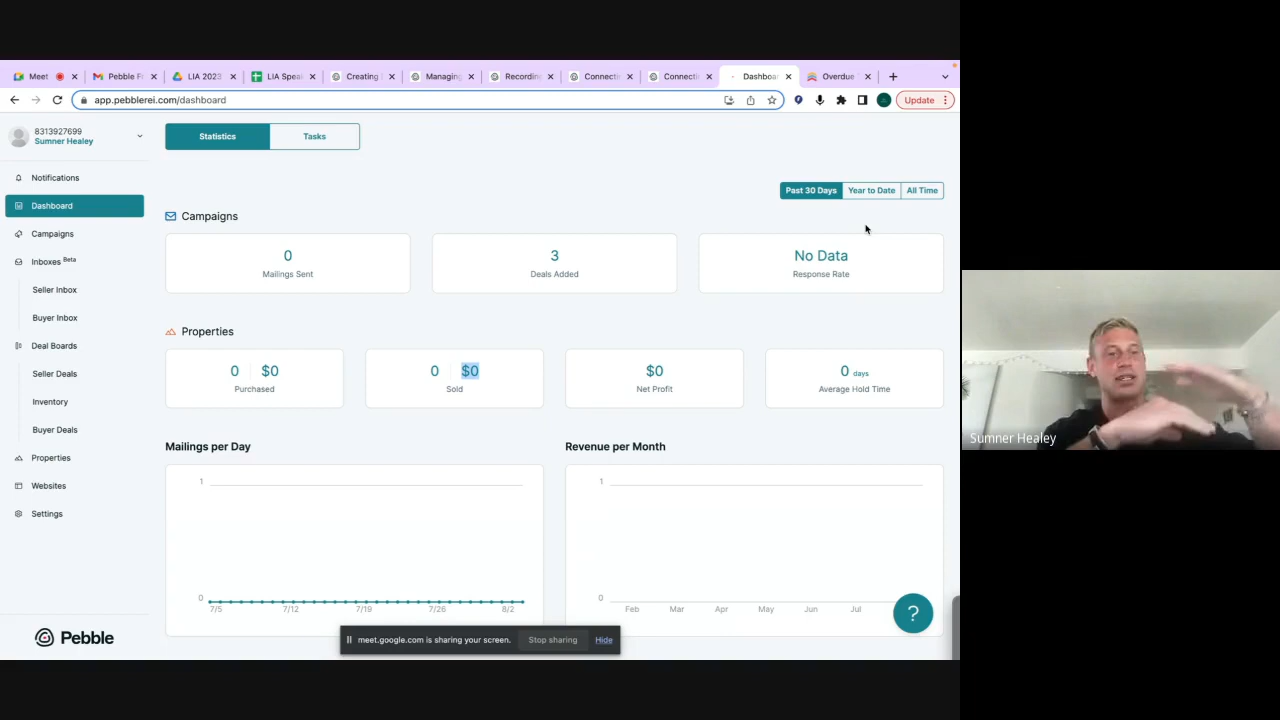 Meet
Pebble Fr
LIA 2023
LIA Spea
Creating
Managing
Recordin
Connectin
Connectin
Dashboa
Overdue
app.pebblerei.com/dashboard
Update
8313927699
Sumner Healey
Statistics
Tasks
Notifications
Past 30 Days
Year to Date
All Time
Dashboard
Campaigns
Campaigns
0
Mailings Sent
3
Deals Added
No Data
Response Rate
Inboxes Beta
Seller Inbox
Buyer Inbox
Properties
Deal Boards
0 $0
Purchased
0 $0
Sold
$0
Net Profit
0 days
Average Hold Time
Seller Deals
Inventory
Buyer Deals
Sumner Healey
Mailings per Day
Revenue per Month
Properties
Websites
Settings
1
1
0
7/5 7/12 7/19 7/26 8/2
0
Feb Mar Apr May Jun Jul
?
Pebble
meet.google.com is sharing your screen.
Stop sharing
Hide